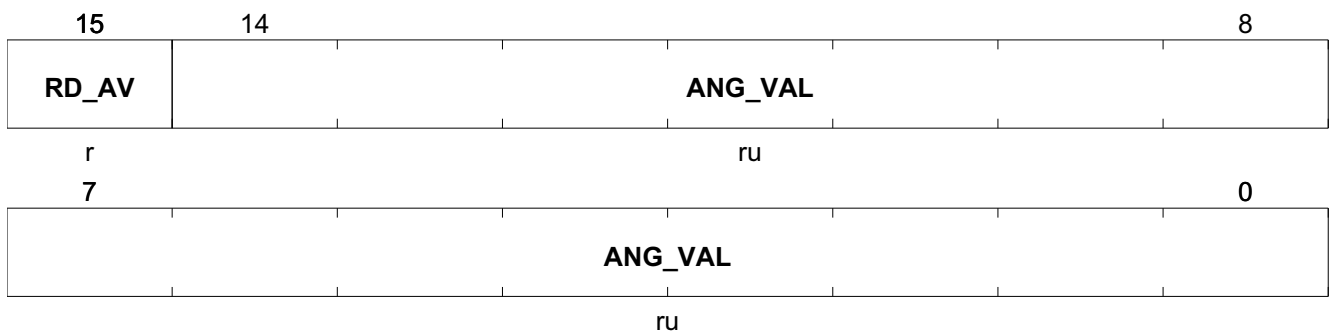 15 14 8
RD_AV ANG_VAL
r ru
7 0
ANG_VAL
ru